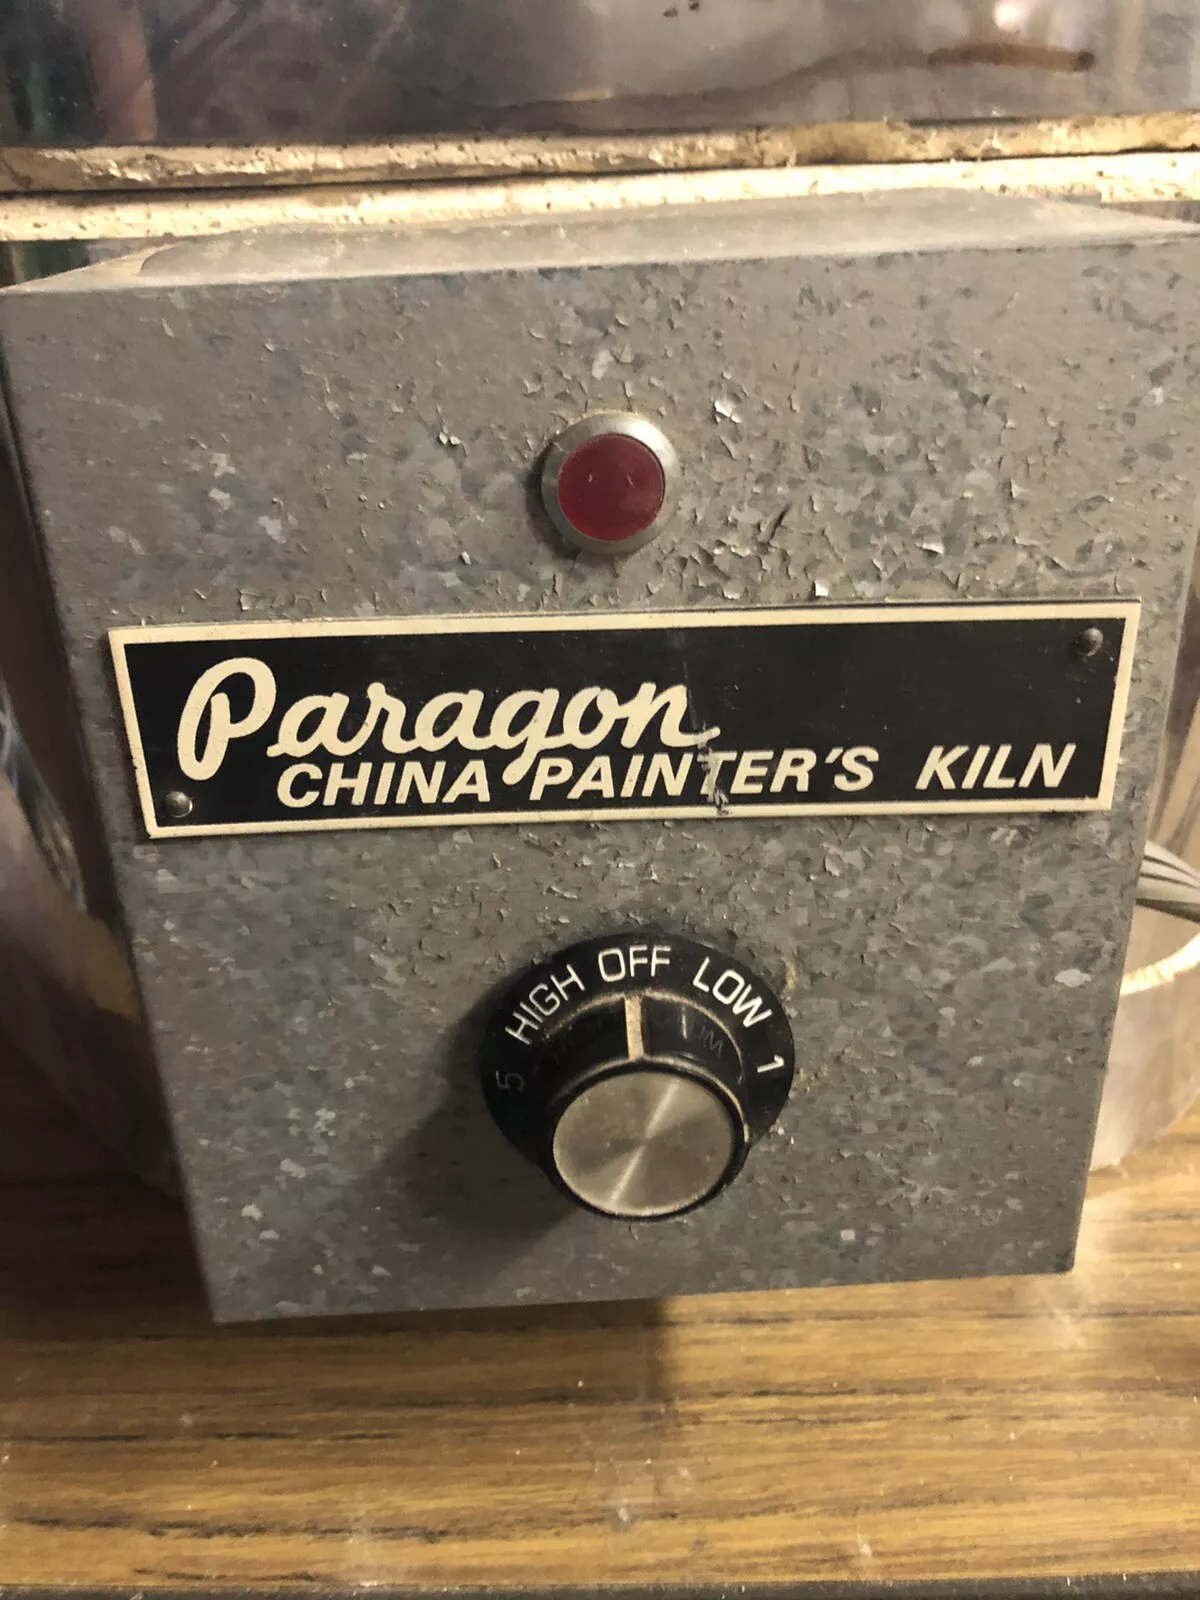 Paragon
CHINA PAINTER'S KILN
HIGH OFF LOW
5 1